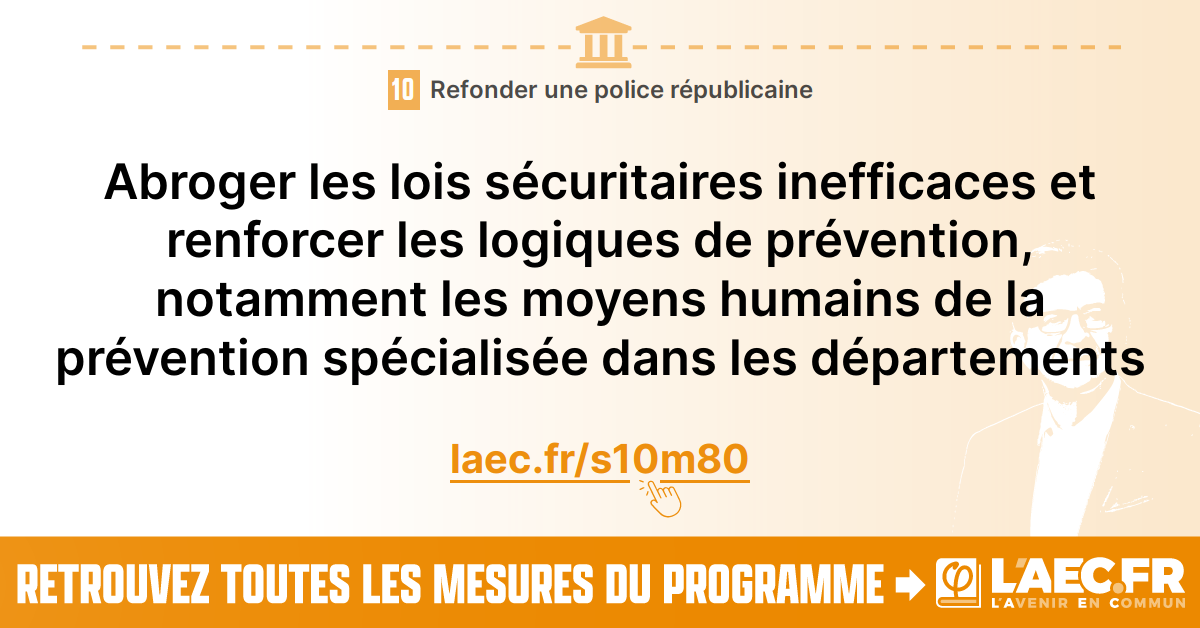 10 Refonder une police républicaine
Abroger les lois sécuritaires inefficaces et
renforcer les logiques de prévention,
notamment les moyens humains de la
prévention spécialisée dans les départements
laec.fr/s10m80
RETROUVEZ TOUTES LES MESURES DU PROGRAMME
φ L'AEC.FR
L'AVENIR EN COMMUN